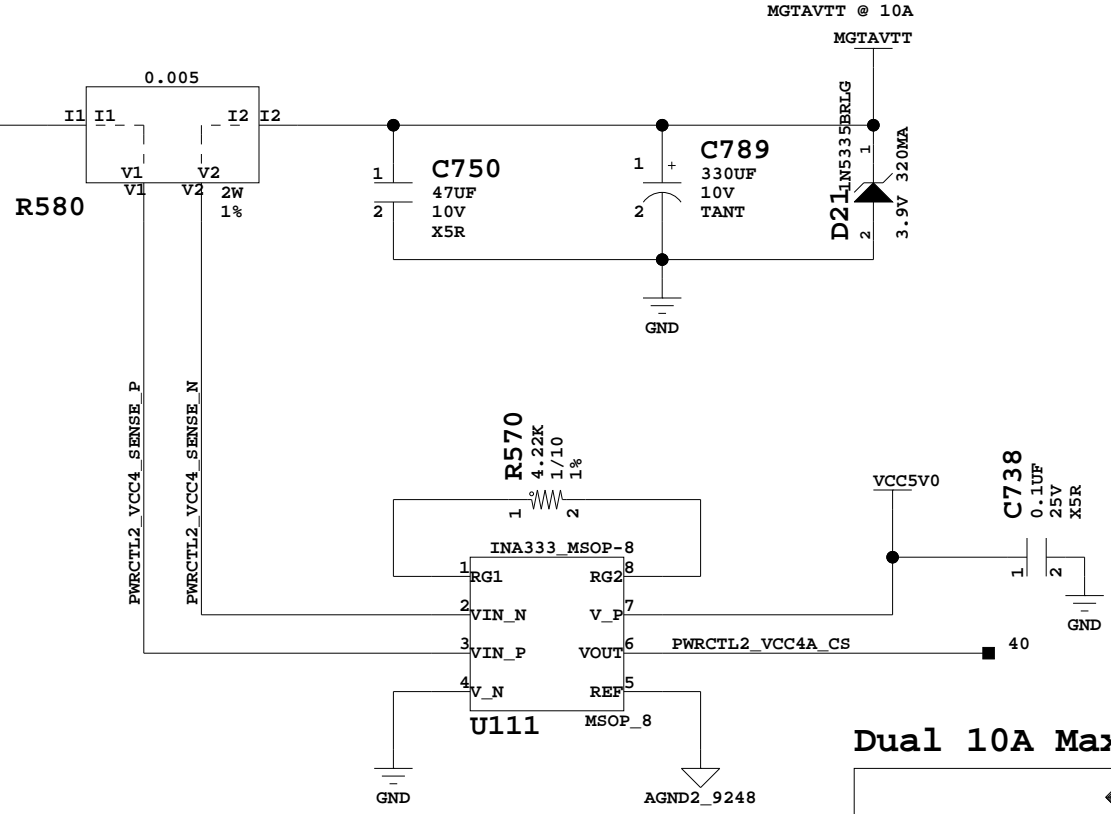 MGTAVTT @ 10A
MGTAVTT
0.005
I1 I1
I2 I2
V1
V2
V1
V2
2W
1%
R580
1
2
C750
47UF
10V
X5R
1
+
2
C789
330UF
10V
TANT
D21
1N5335BRLG
1
2
3.9V 320MA
GND
PWRCTL2_VCC4_SENSE_P
PWRCTL2_VCC4_SENSE_N
R570
4.22K
1/10
1%
1
2
INA333_MSOP-8
1
RG1
RG2
8
2
VIN_N
V_P
7
3
VIN_P
VOUT
6
4
V_N
REF
5
U111
MSOP_8
VCC5V0
C738
0.1UF
25V
X5R
1
2
GND
PWRCTL2_VCC4A_CS
40
GND
AGND2_9248
Dual 10A Max